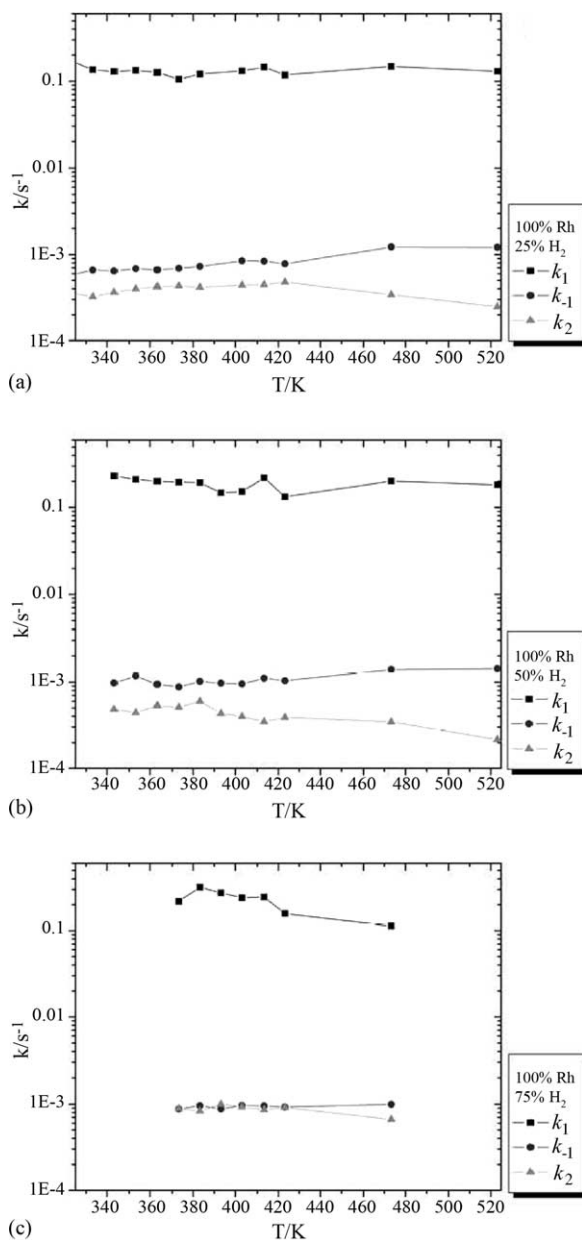 0.1
0.01
1E-3
1E-4
k/s⁻¹
340 360 380 400 420 440 460 480 500 520
T/K
(a)
100% Rh
25% H₂
k₁
k₋₁
k₂
0.1
0.01
1E-3
1E-4
k/s⁻¹
340 360 380 400 420 440 460 480 500 520
T/K
(b)
100% Rh
50% H₂
k₁
k₋₁
k₂
0.1
0.01
1E-3
1E-4
k/s⁻¹
340 360 380 400 420 440 460 480 500 520
T/K
(c)
100% Rh
75% H₂
k₁
k₋₁
k₂